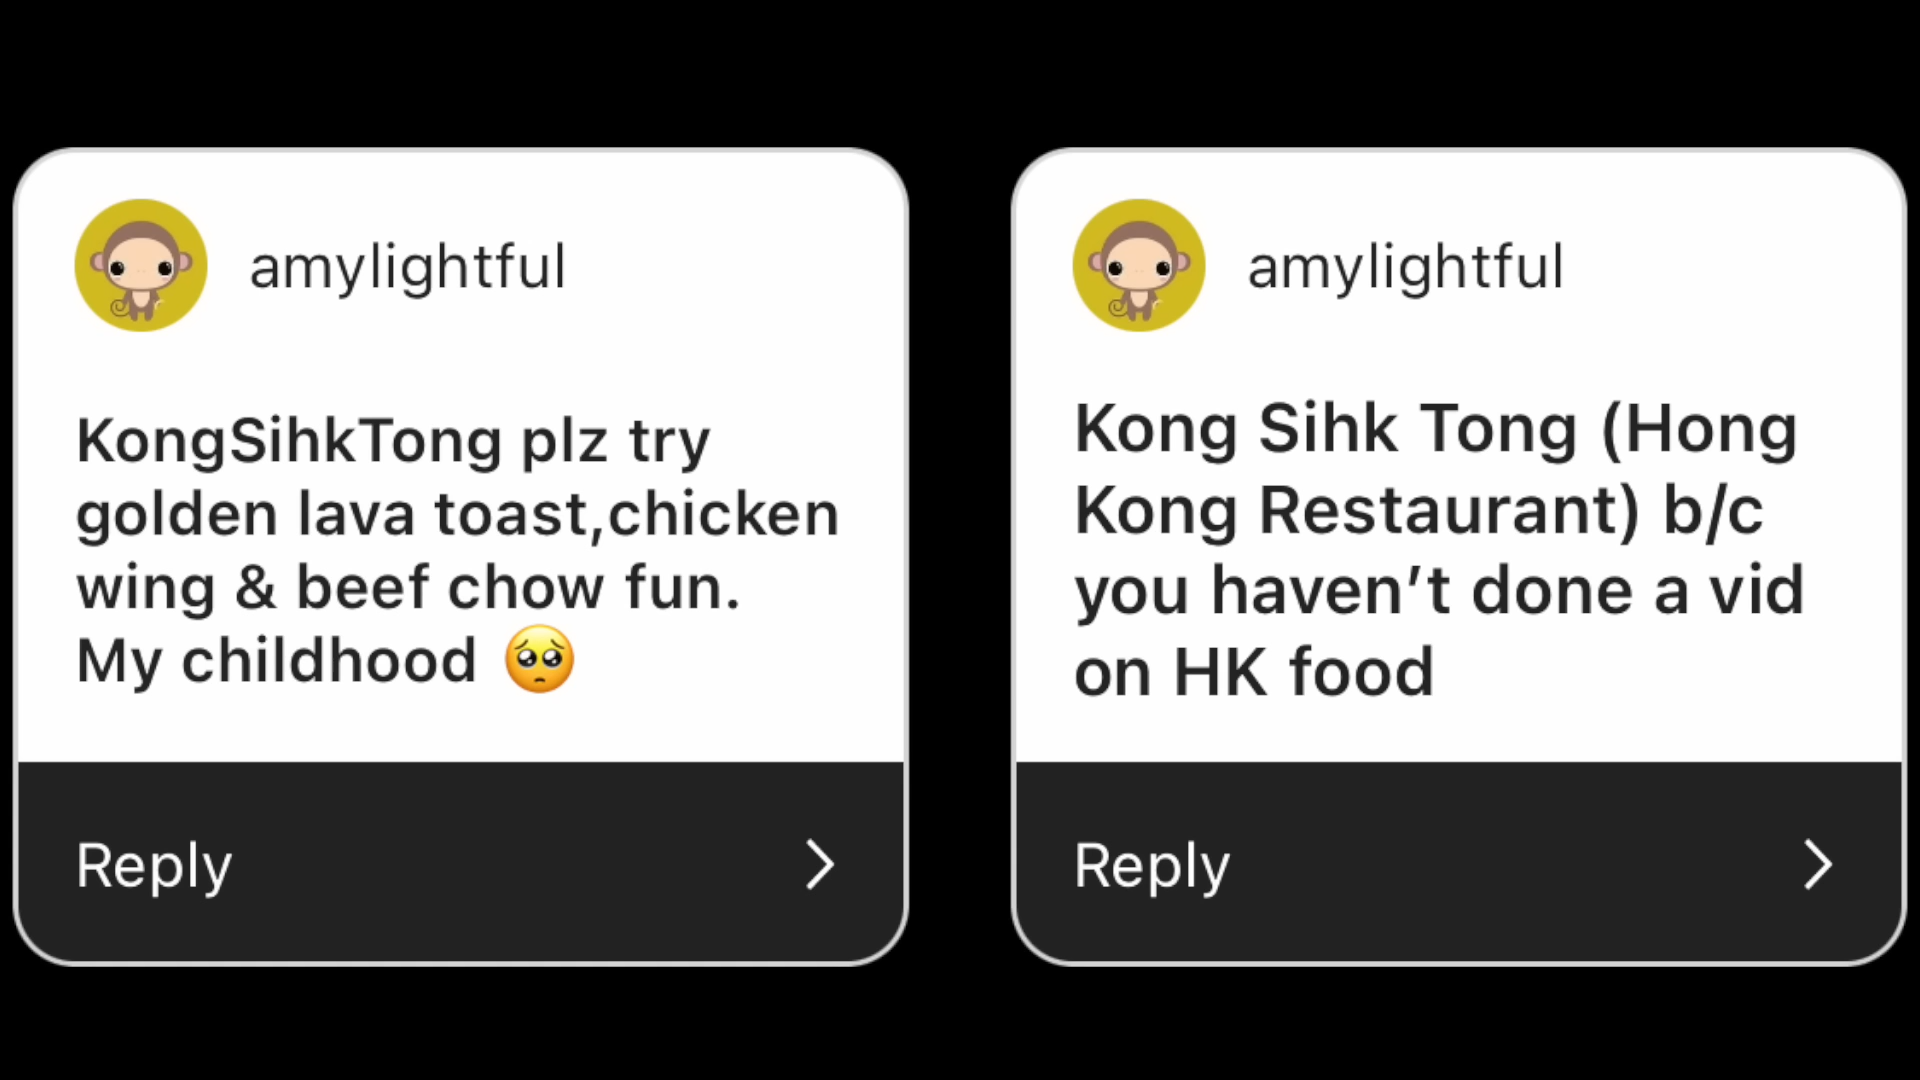 amylightful
KongSihkTong plz try
golden lava toast,chicken
wing & beef chow fun.
My childhood 🥺
Reply
amylightful
Kong Sihk Tong (Hong
Kong Restaurant) b/c
you haven’t done a vid
on HK food
Reply